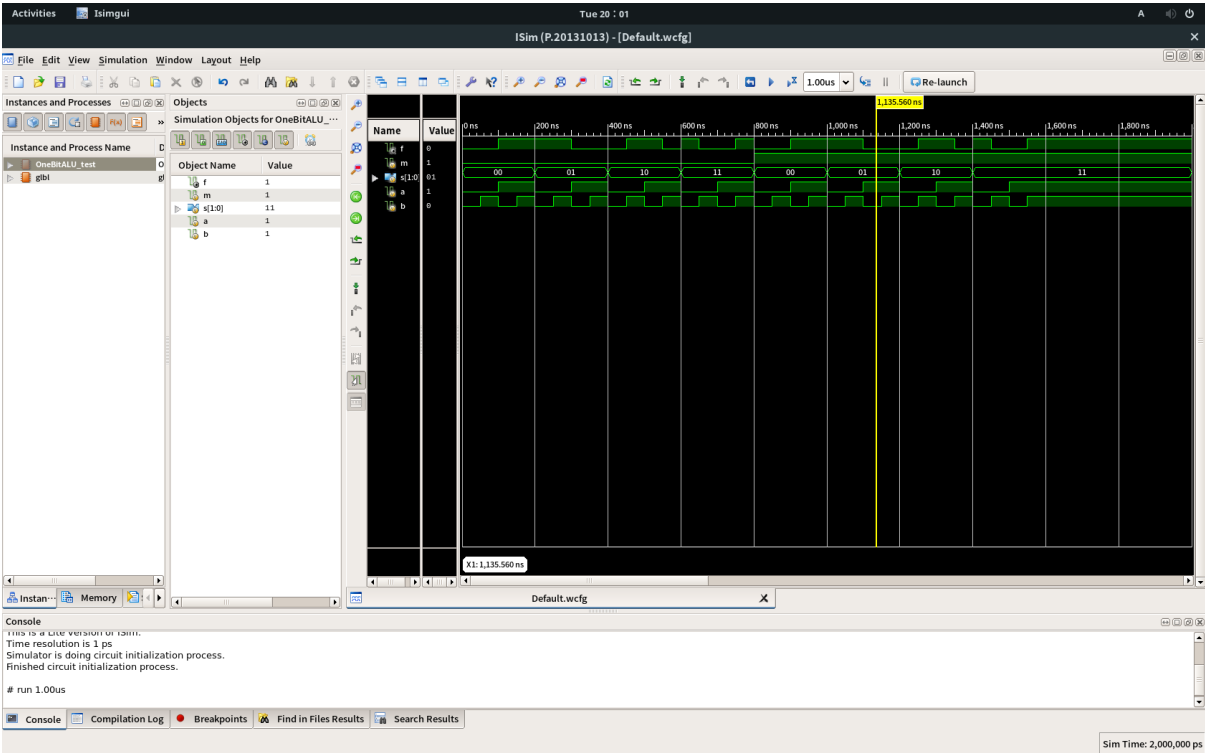 Activities Isimgui Tue 20 : 01 A
ISim (P.20131013) - [Default.wcfg]
File Edit View Simulation Window Layout Help
1.00us Re-launch
Instances and Processes
Instance and Process Name D
OneBitALU_test O
glbl gl
Instan··· Memory
Objects
Simulation Objects for OneBitALU_···
Object Name Value
f 1
m 1
s[1:0] 11
a 1
b 1
Name Value
f 0
m 1
s[1:0] 01
a 1
b 0
1,135.560 ns
0 ns 200 ns 400 ns 600 ns 800 ns 1,000 ns 1,200 ns 1,400 ns 1,600 ns 1,800 ns
00 01 10 11 00 01 10 11
X1: 1,135.560 ns
Default.wcfg
Console
This is a Lite version of ISim.
Time resolution is 1 ps
Simulator is doing circuit initialization process.
Finished circuit initialization process.
# run 1.00us
Console Compilation Log Breakpoints Find in Files Results Search Results
Sim Time: 2,000,000 ps